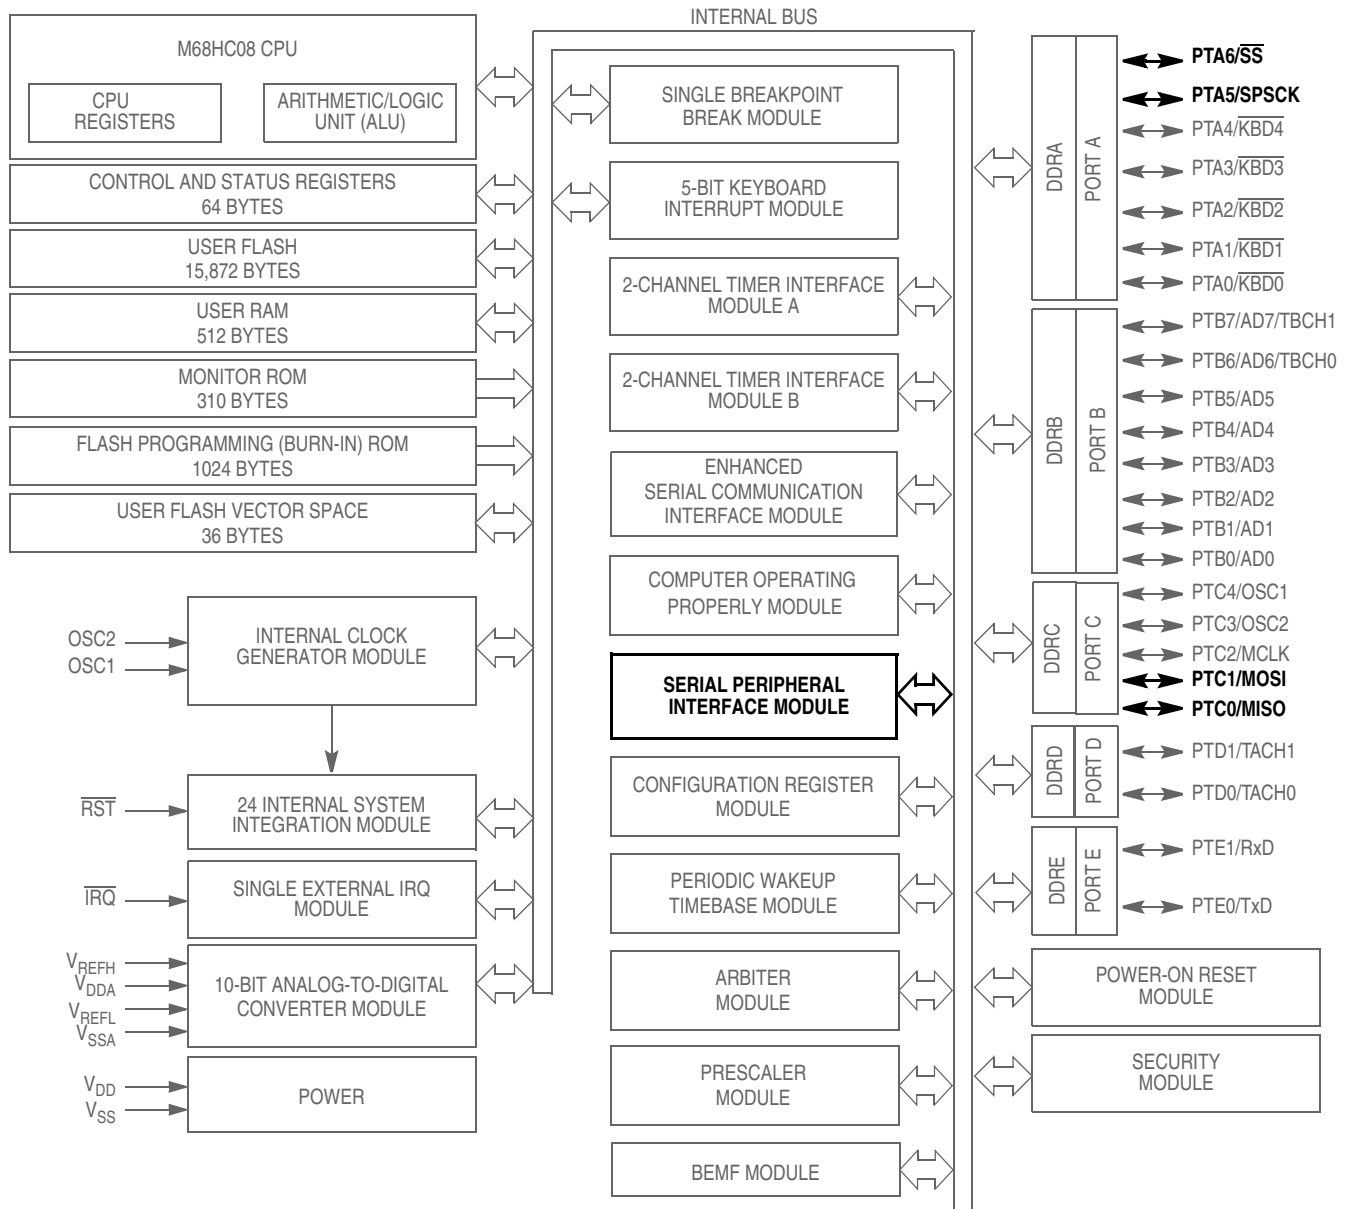 INTERNAL BUS
M68HC08 CPU
CPU
REGISTERS
ARITHMETIC/LOGIC
UNIT (ALU)
CONTROL AND STATUS REGISTERS
64 BYTES
USER FLASH
15,872 BYTES
USER RAM
512 BYTES
MONITOR ROM
310 BYTES
FLASH PROGRAMMING (BURN-IN) ROM
1024 BYTES
USER FLASH VECTOR SPACE
36 BYTES
OSC2
OSC1
INTERNAL CLOCK
GENERATOR MODULE
RST
24 INTERNAL SYSTEM
INTEGRATION MODULE
IRQ
SINGLE EXTERNAL IRQ
MODULE
VREFH
VDDA
VREFL
VSSA
10-BIT ANALOG-TO-DIGITAL
CONVERTER MODULE
VDD
VSS
POWER
SINGLE BREAKPOINT
BREAK MODULE
5-BIT KEYBOARD
INTERRUPT MODULE
2-CHANNEL TIMER INTERFACE
MODULE A
2-CHANNEL TIMER INTERFACE
MODULE B
ENHANCED
SERIAL COMMUNICATION
INTERFACE MODULE
COMPUTER OPERATING
PROPERLY MODULE
SERIAL PERIPHERAL
INTERFACE MODULE
CONFIGURATION REGISTER
MODULE
PERIODIC WAKEUP
TIMEBASE MODULE
ARBITER
MODULE
PRESCALER
MODULE
BEMF MODULE
DDRA
PORT A
PTA6/SS
PTA5/SPSCK
PTA4/KBD4
PTA3/KBD3
PTA2/KBD2
PTA1/KBD1
PTA0/KBD0
DDRB
PORT B
PTB7/AD7/TBCH1
PTB6/AD6/TBCH0
PTB5/AD5
PTB4/AD4
PTB3/AD3
PTB2/AD2
PTB1/AD1
PTB0/AD0
DDRC
PORT C
PTC4/OSC1
PTC3/OSC2
PTC2/MCLK
PTC1/MOSI
PTC0/MISO
DDRD
PORT D
PTD1/TACH1
PTD0/TACH0
DDRE
PORT E
PTE1/RxD
PTE0/TxD
POWER-ON RESET
MODULE
SECURITY
MODULE